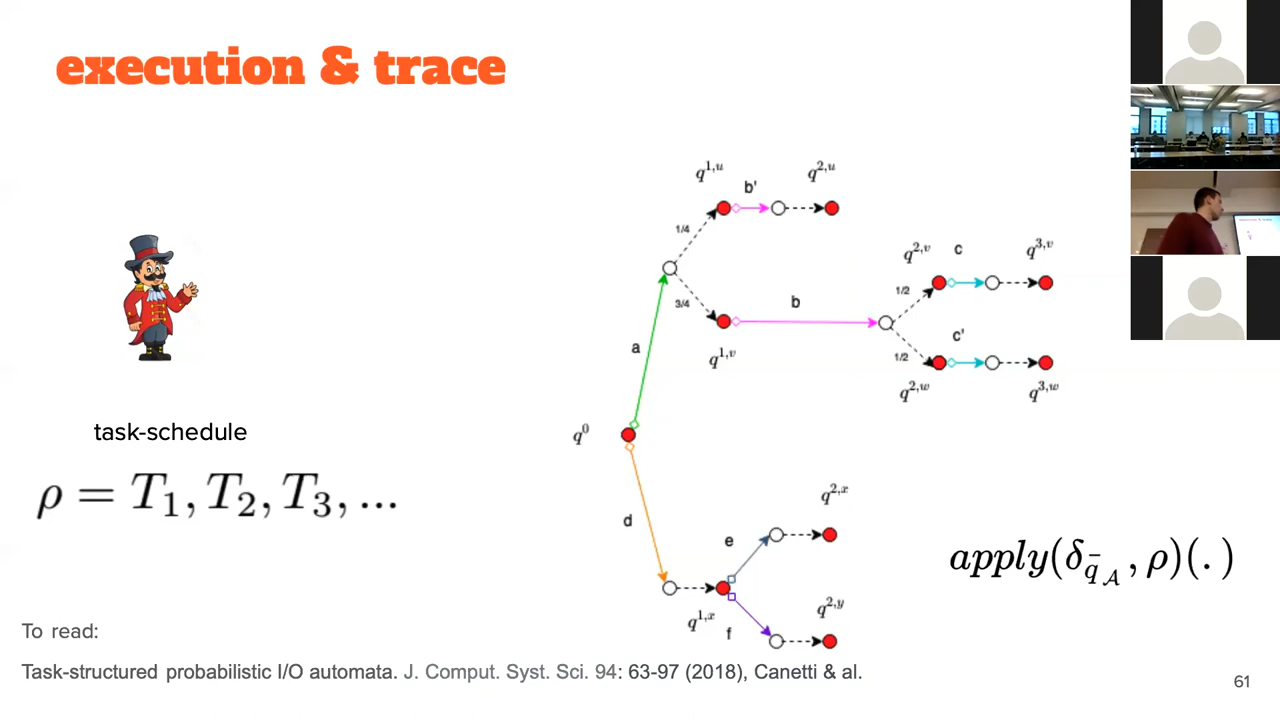 execution & trace
q^{1,u}
b'
q^{2,u}
1/4
3/4
a
q^{1,v}
b
q^{2,v}
c
q^{3,v}
1/2
c'
1/2
q^{2,w}
q^{3,w}
task-schedule
ρ = T_1, T_2, T_3, ...
q^0
d
e
q^{2,x}
q^{1,x}
f
q^{2,y}
apply(δ_{\bar{q}_\mathcal{A}}, ρ)(.)
To read:
Task-structured probabilistic I/O automata. J. Comput. Syst. Sci. 94: 63-97 (2018), Canetti & al.
61